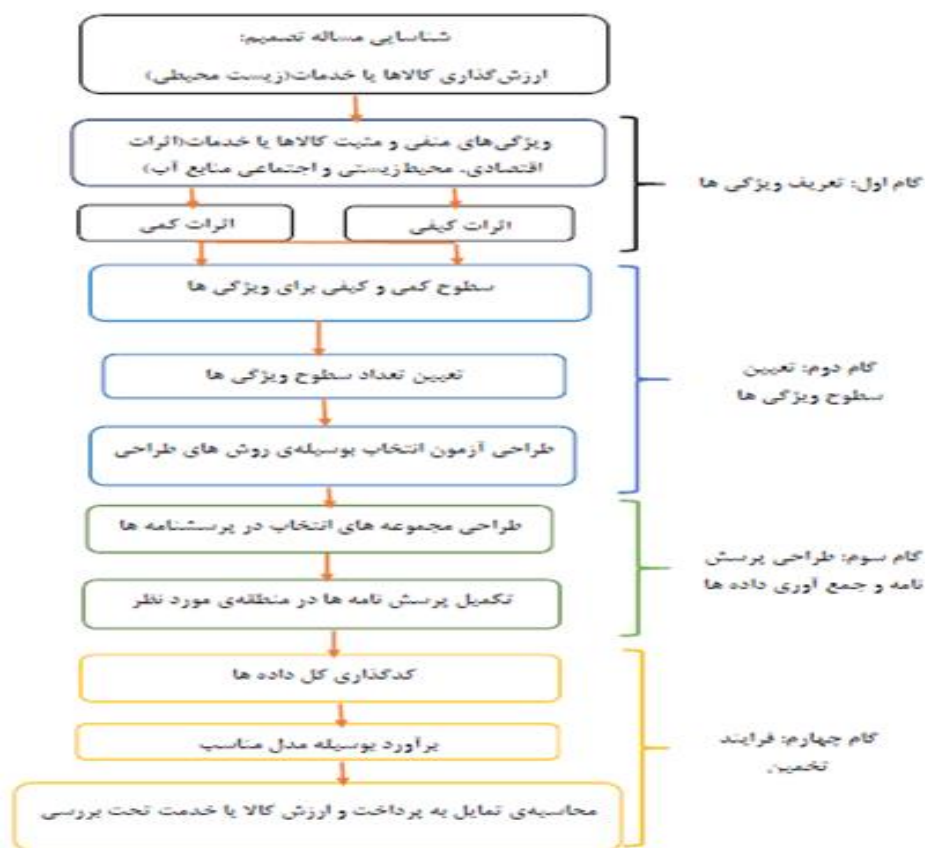 شناسایی مساله تصمیم:
ارزش‌گذاری کالاها یا خدمات(زیست محیطی)
ویژگی‌های منفی و مثبت کالاها یا خدمات(اثرات
اقتصادی، محیط‌زیستی و اجتماعی منابع آب)
گام اول: تعریف ویژگی ها
اثرات کیفی
اثرات کمی
سطوح کمی و کیفی برای ویژگی ها
تعیین تعداد سطوح ویژگی ها
گام دوم: تعیین
سطوح ویژگی ها
طراحی آزمون انتخاب بوسیله‌ی روش های طراحی
طراحی مجموعه های انتخاب در پرسشنامه ها
گام سوم: طراحی پرسش
نامه و جمع آوری داده ها
تکمیل پرسش نامه ها در منطقه‌ی مورد نظر
کدگذاری کل داده ها
برآورد بوسیله مدل مناسب
گام چهارم: فرایند
تخمین
محاسبه‌ی تمایل به پرداخت و ارزش کالا یا خدمت تحت بررسی